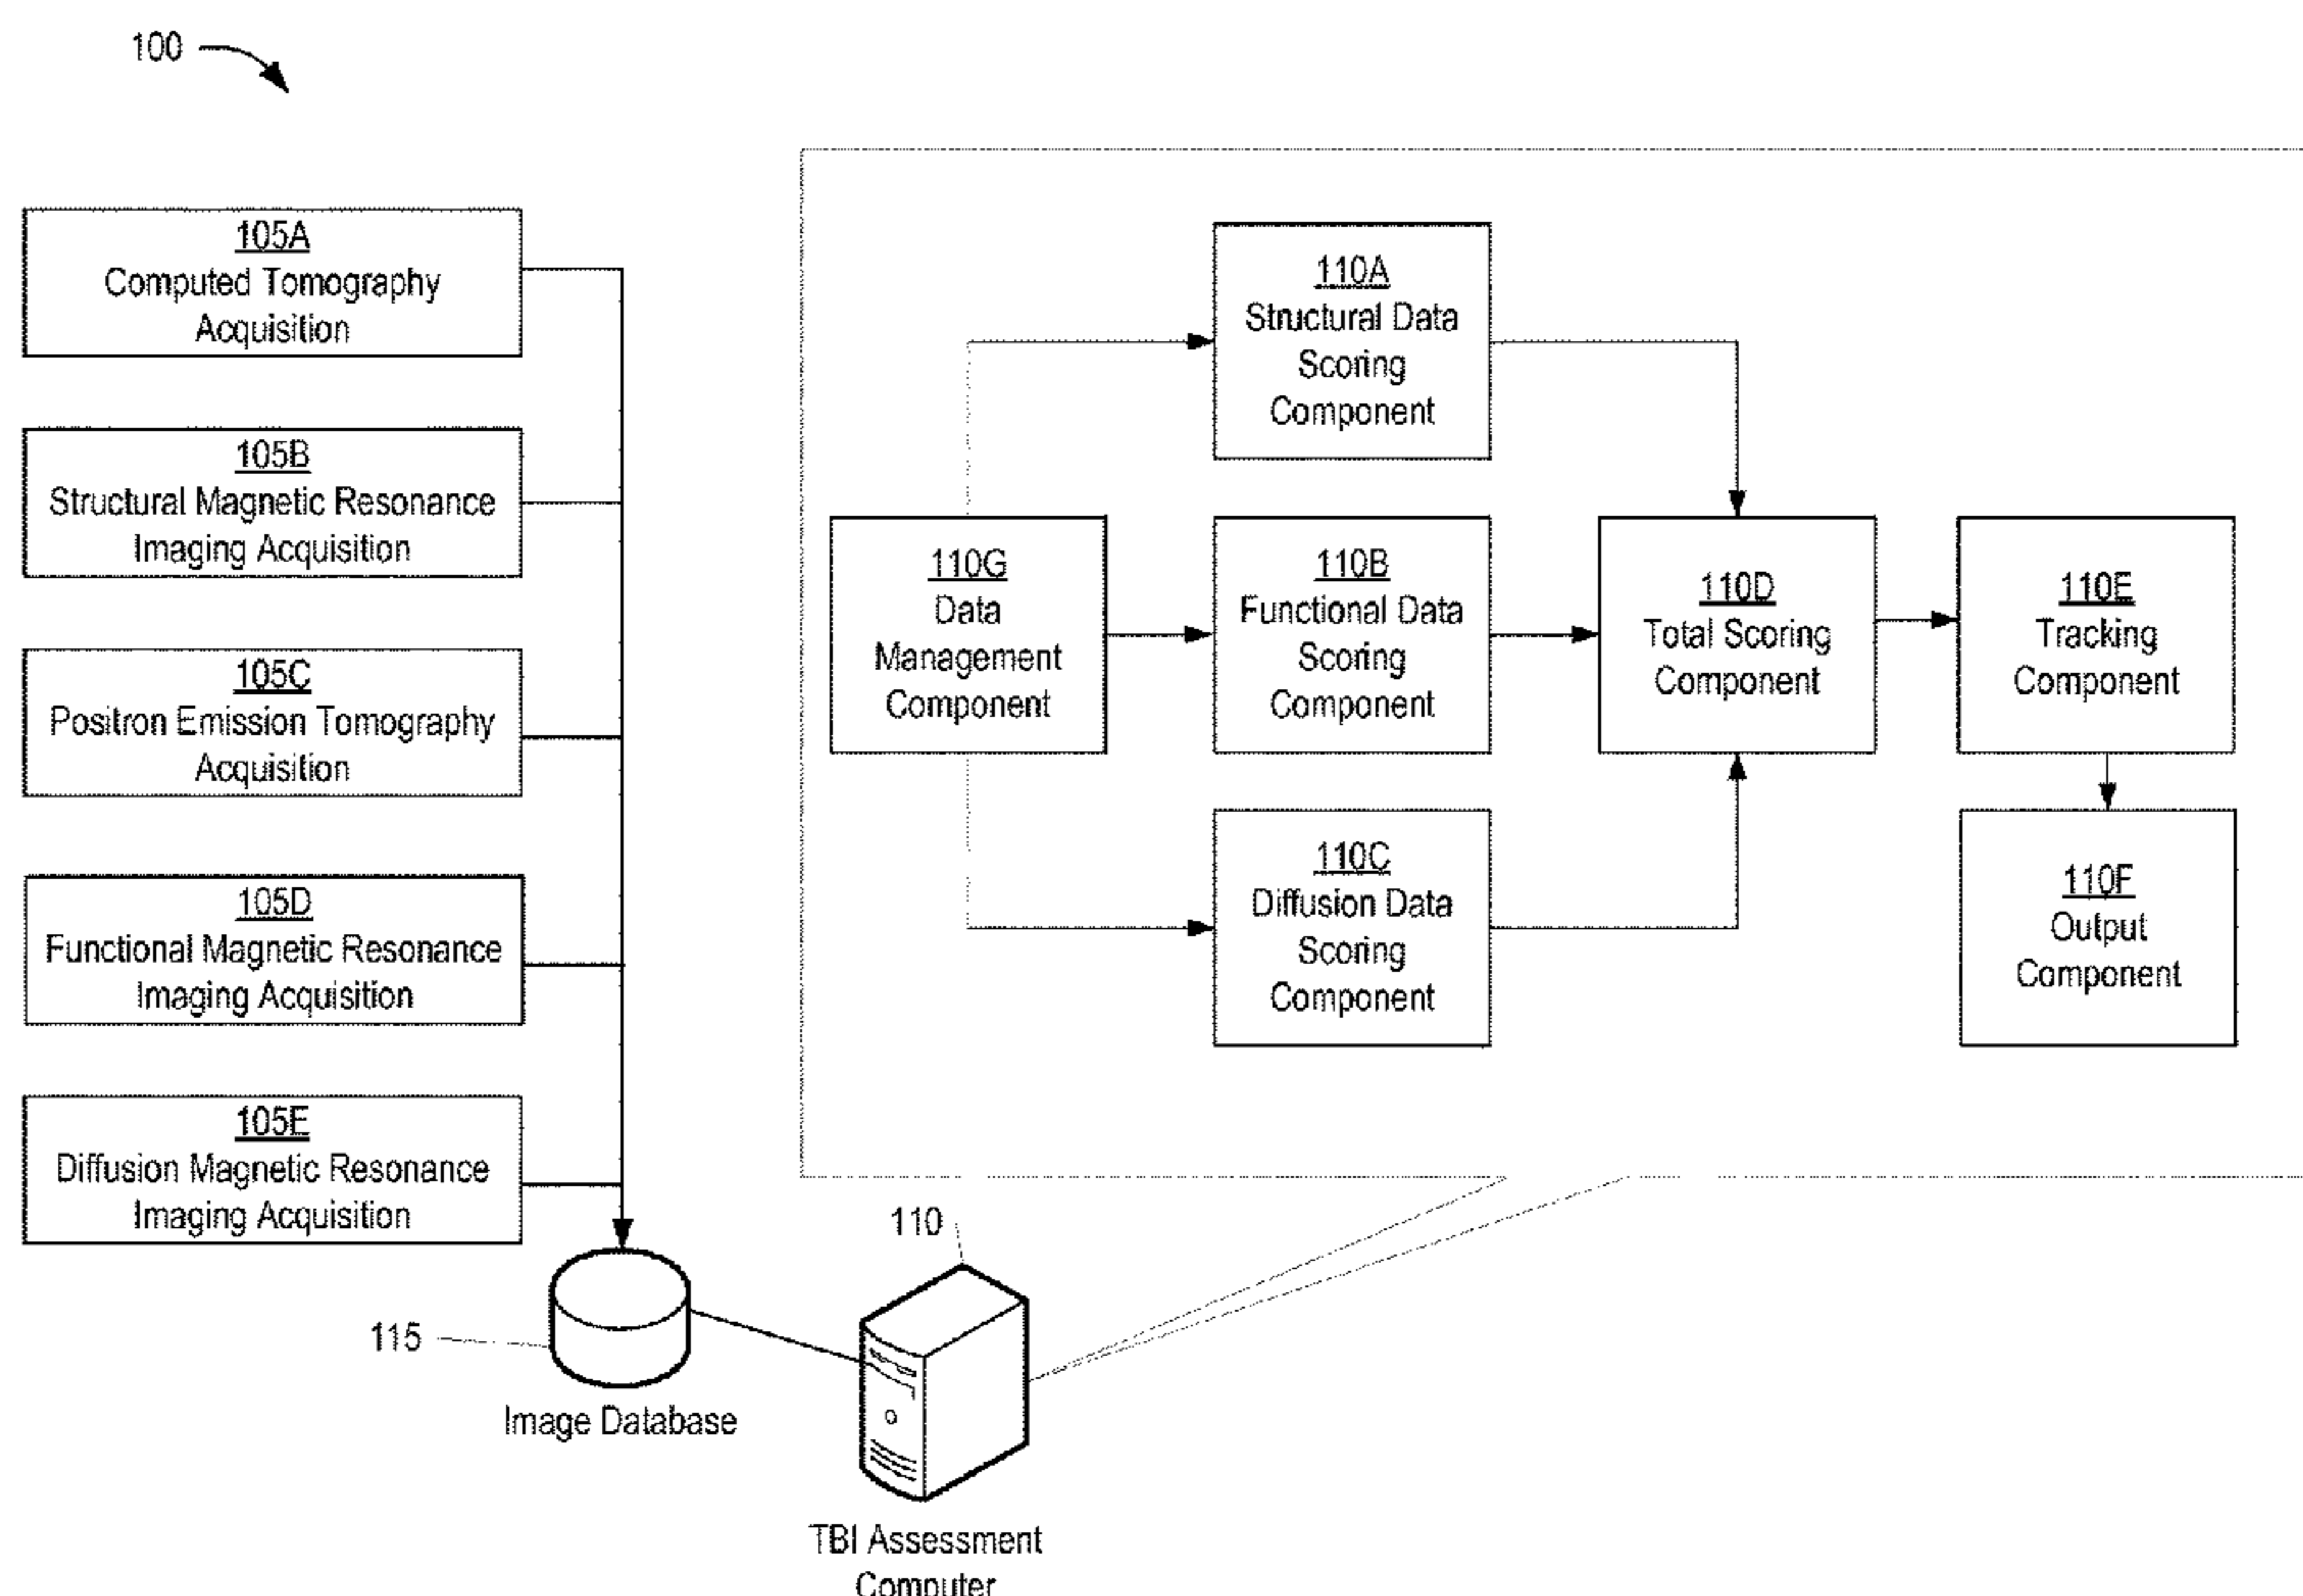 100
105A
Computed Tomography
Acquisition
105B
Structural Magnetic Resonance
Imaging Acquisition
105C
Positron Emission Tomography
Acquisition
105D
Functional Magnetic Resonance
Imaging Acquisition
105E
Diffusion Magnetic Resonance
Imaging Acquisition
115
Image Database
110
TBI Assessment
Computer
110G
Data
Management
Component
110A
Structural Data
Scoring
Component
110B
Functional Data
Scoring
Component
110C
Diffusion Data
Scoring
Component
110D
Total Scoring
Component
110E
Tracking
Component
110F
Output
Component